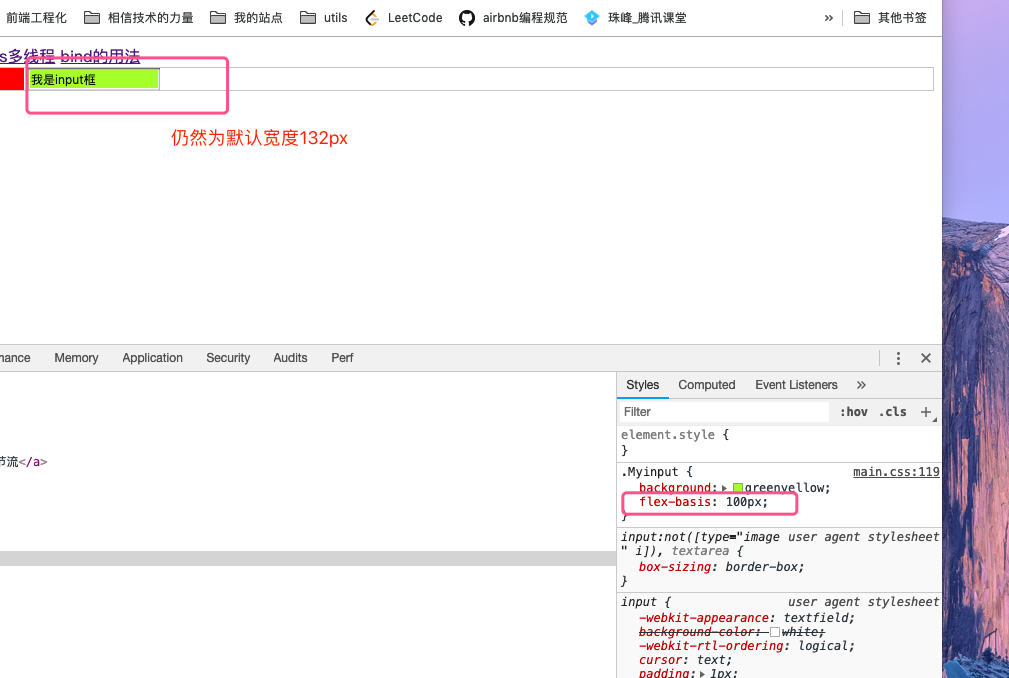 前端工程化 相信技术的力量 我的站点 utils LeetCode airbnb编程规范 珠峰_腾讯课堂 » 其他书签
s多线程 bind的用法
我是input框
仍然为默认宽度132px
mance Memory Application Security Audits Perf
Styles Computed Event Listeners »
Filter :hov .cls +
element.style {
}
.Myinput { main.css:119
background: greenyellow;
flex-basis: 100px;
}
节流</a>
input:not([type="image user agent stylesheet
" i]), textarea {
box-sizing: border-box;
}
input { user agent stylesheet
-webkit-appearance: textfield;
background-color: white;
-webkit-rtl-ordering: logical;
cursor: text;
padding: 1px;